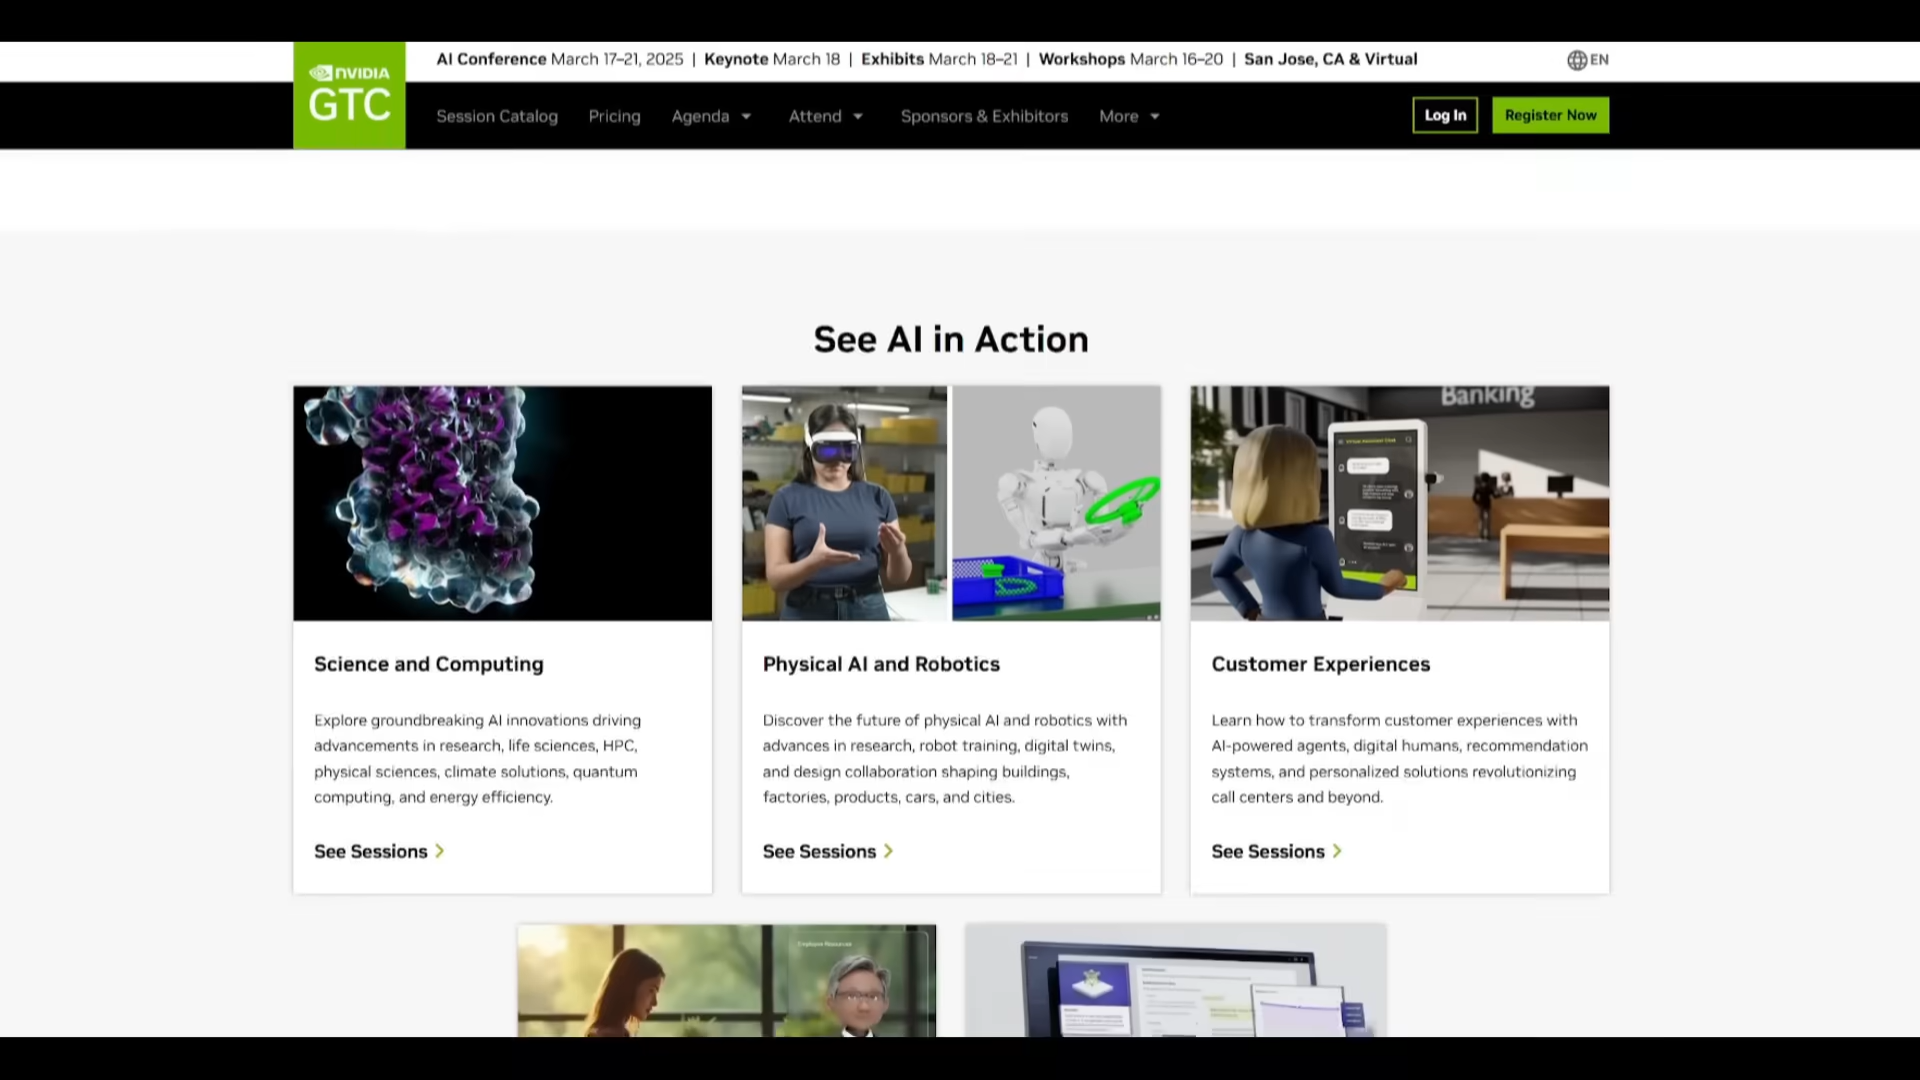 AI Conference March 17–21, 2025 | Keynote March 18 | Exhibits March 18–21 | Workshops March 16–20 | San Jose, CA & Virtual
EN
NVIDIA
GTC
Session Catalog
Pricing
Agenda
Attend
Sponsors & Exhibitors
More
Log In
Register Now
See AI in Action
Banking
Science and Computing
Explore groundbreaking AI innovations driving
advancements in research, life sciences, HPC,
physical sciences, climate solutions, quantum
computing, and energy efficiency.
See Sessions
Physical AI and Robotics
Discover the future of physical AI and robotics with
advances in research, robot training, digital twins,
and design collaboration shaping buildings,
factories, products, cars, and cities.
See Sessions
Customer Experiences
Learn how to transform customer experiences with
AI-powered agents, digital humans, recommendation
systems, and personalized solutions revolutionizing
call centers and beyond.
See Sessions
Employee Resources